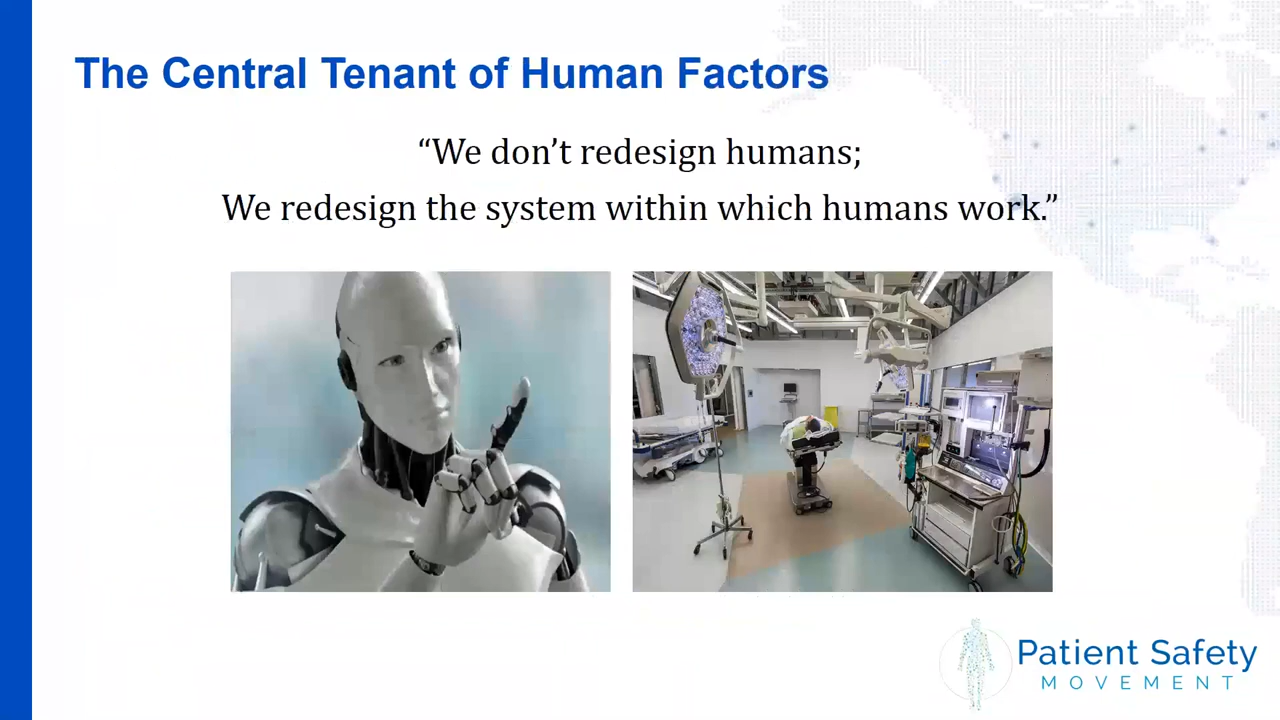 The Central Tenant of Human Factors
“We don’t redesign humans;
We redesign the system within which humans work.”
Patient Safety
MOVEMENT